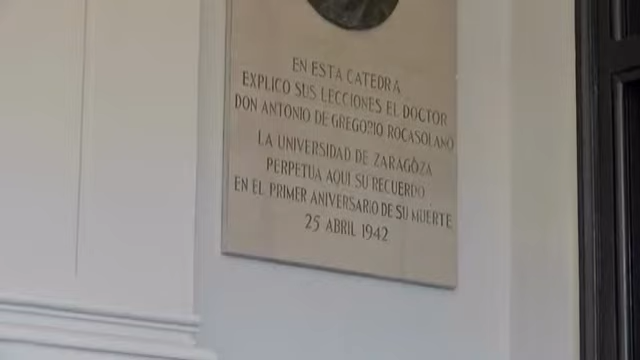 EN ESTA CATEDRA
EXPLICO SUS LECCIONES EL DOCTOR
DON ANTONIO DE GREGORIO ROCASOLANO
LA UNIVERSIDAD DE ZARAGOZA
PERPETUA AQUI SU RECUERDO
EN EL PRIMER ANIVERSARIO DE SU MUERTE
25 ABRIL 1942